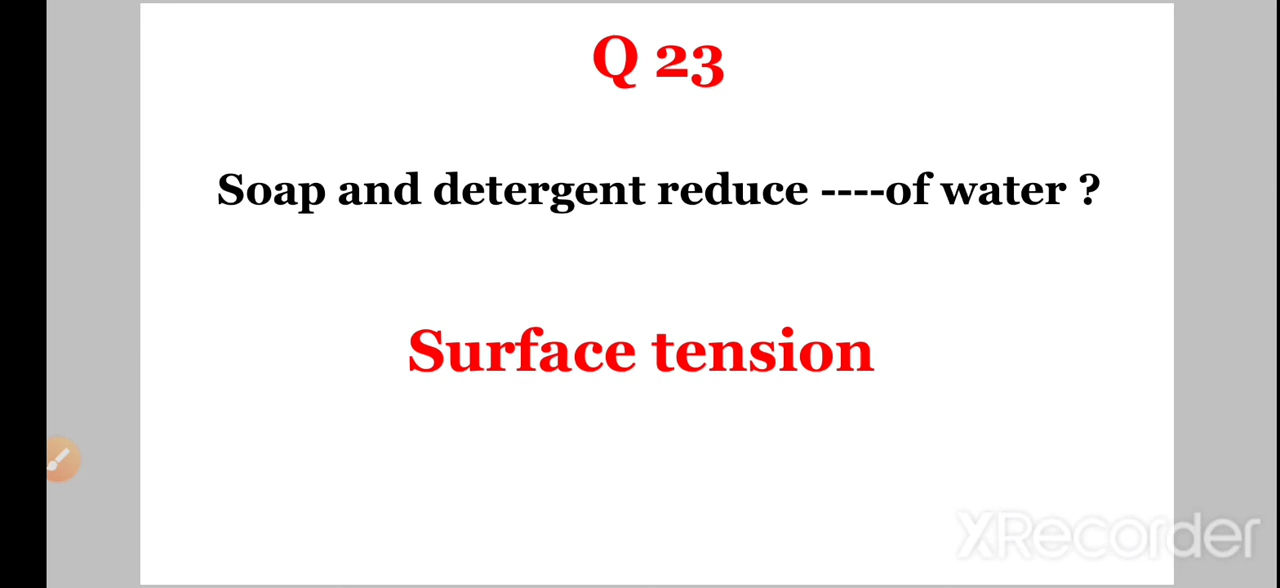 Q 23
Soap and detergent reduce ----of water ?
Surface tension
XRecorder